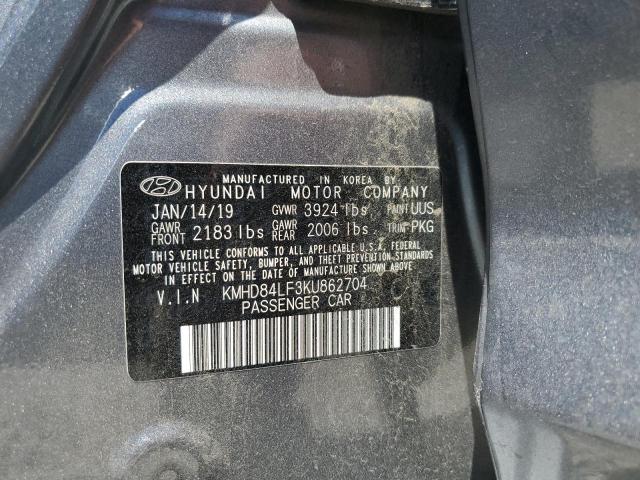 MANUFACTURED IN KOREA BY
HYUNDAI MOTOR COMPANY
JAN/14/19 GVWR 3924 lbs PAINT UUS
GAWR FRONT 2183 lbs GAWR REAR 2006 lbs TRIM PKG
THIS VEHICLE CONFORMS TO ALL APPLICABLE U.S.A. FEDERAL
MOTOR VEHICLE SAFETY, BUMPER, AND THEFT PREVENTION STANDARDS
IN EFFECT ON THE DATE OF MANUFACTURE SHOWN ABOVE.
V.I.N KMHD84LF3KU862704
PASSENGER CAR